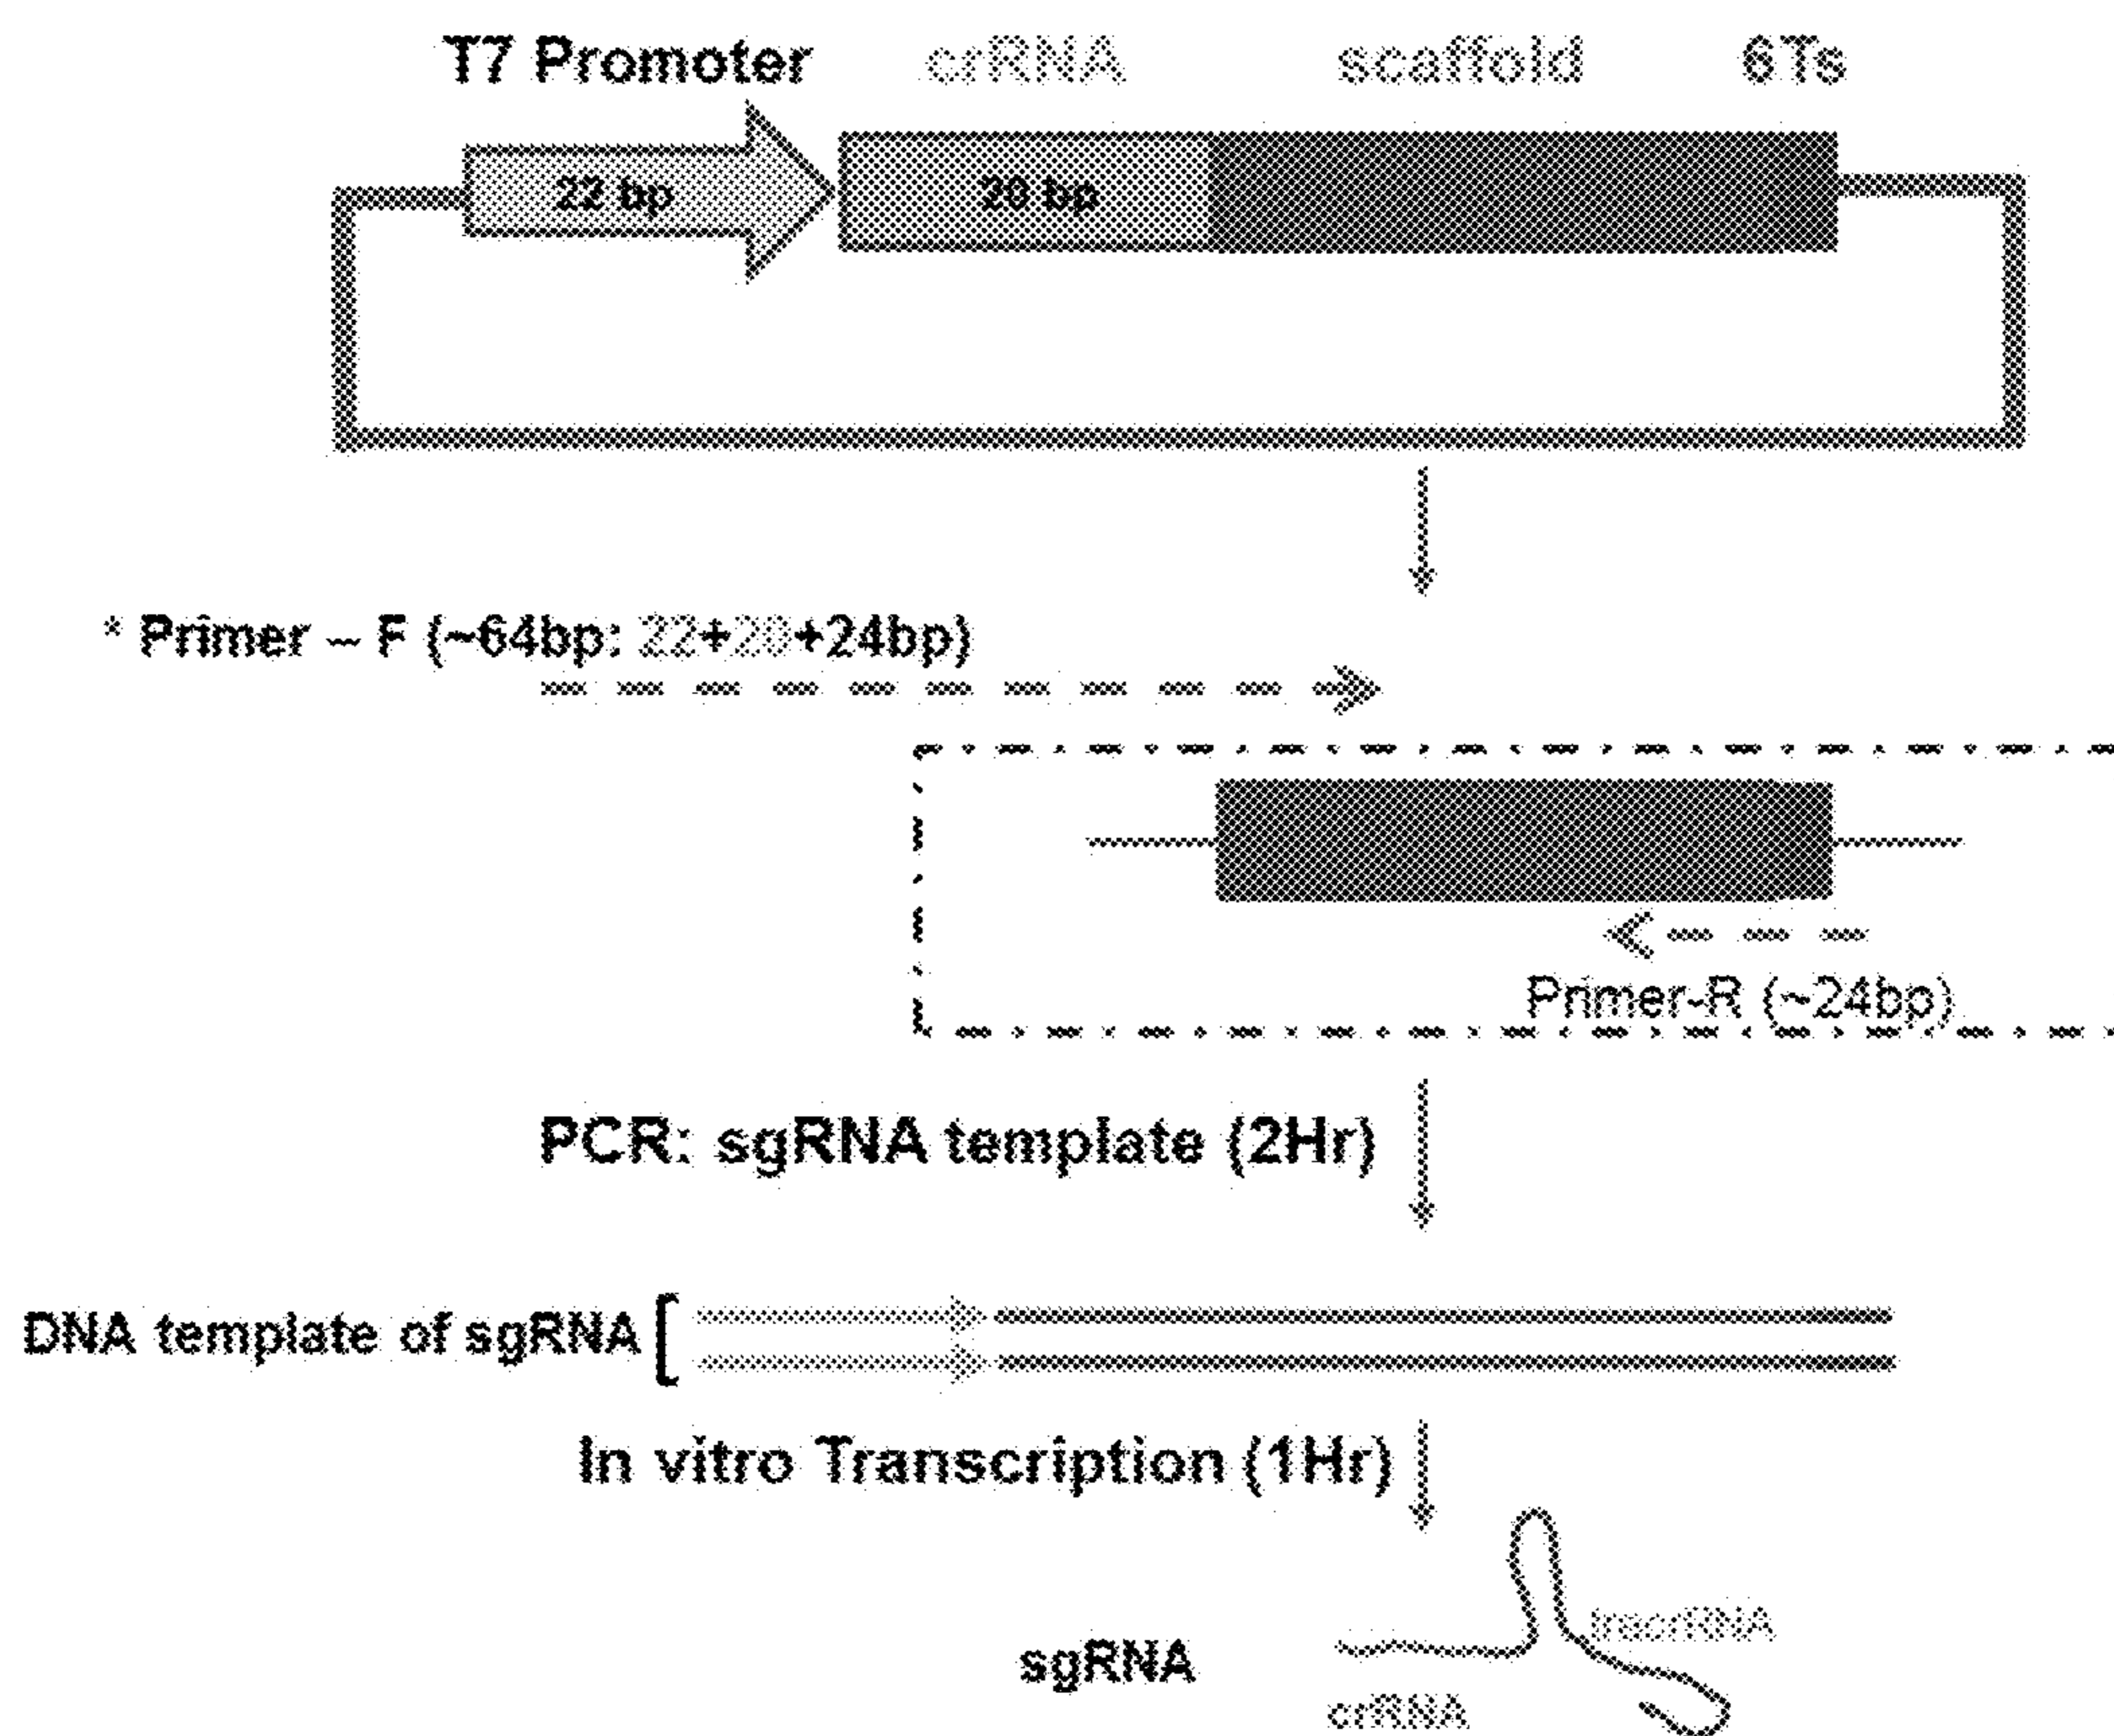 T7 Promoter crRNA scaffold 6Ts
22 bp 20 bp
* Primer – F (~64bp: 22+20+24bp)
Primer-R (~24bp)
PCR: sgRNA template (2Hr)
DNA template of sgRNA
In vitro Transcription (1Hr)
tracrRNA
sgRNA
crRNA